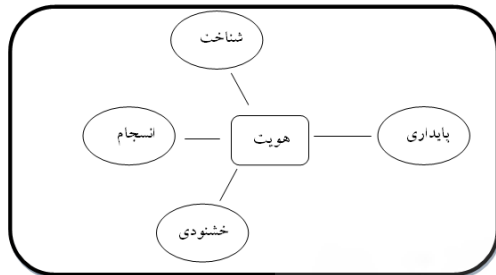 شناخت
پایداری
هویت
انسجام
خشنودی